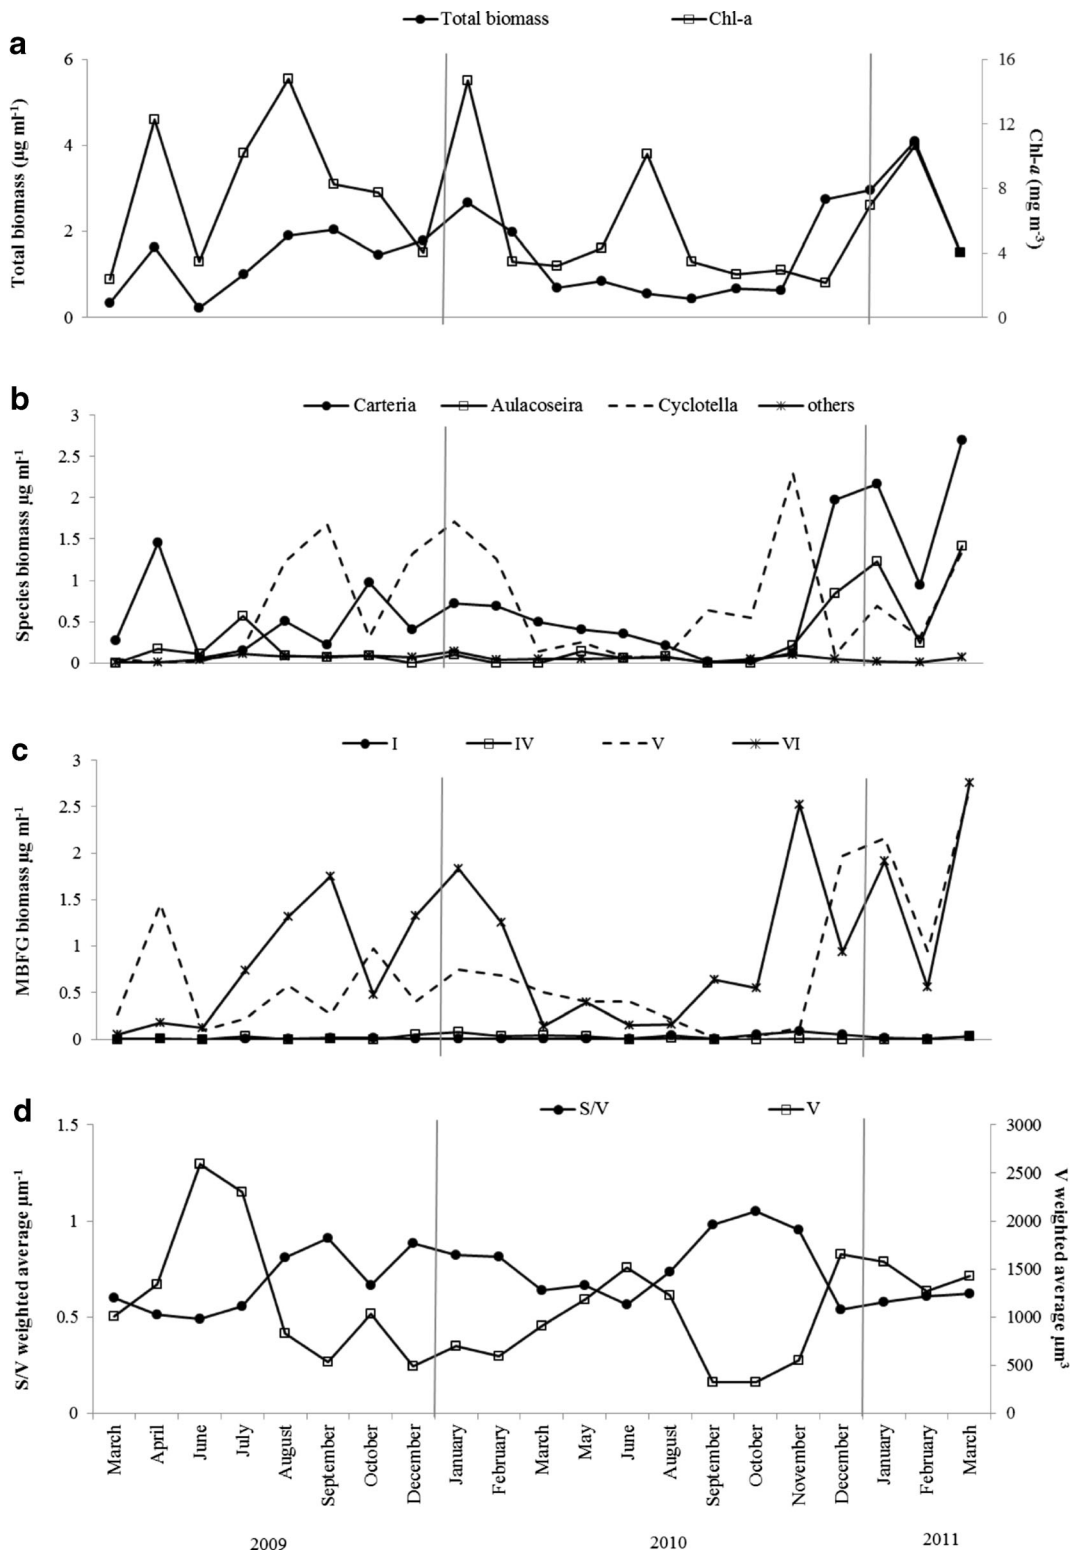 a
Total biomass Chl-a
6
4
2
0
Total biomass (µg ml-1)
16
12
8
4
0
Chl-a (mg m-3)
b
Carteria Aulacoseira Cyclotella others
3
2.5
2
1.5
1
0.5
0
Species biomass µg ml-1
c
I IV V VI
3
2.5
2
1.5
1
0.5
0
MBFG biomass µg ml-1
d
S/V V
1.5
1
0.5
0
S/V weighted average µm-1
3000
2500
2000
1500
1000
500
0
V weighted average µm3
March
April
June
July
August
September
October
December
January
February
March
May
June
August
September
October
November
December
January
February
March
2009 2010 2011